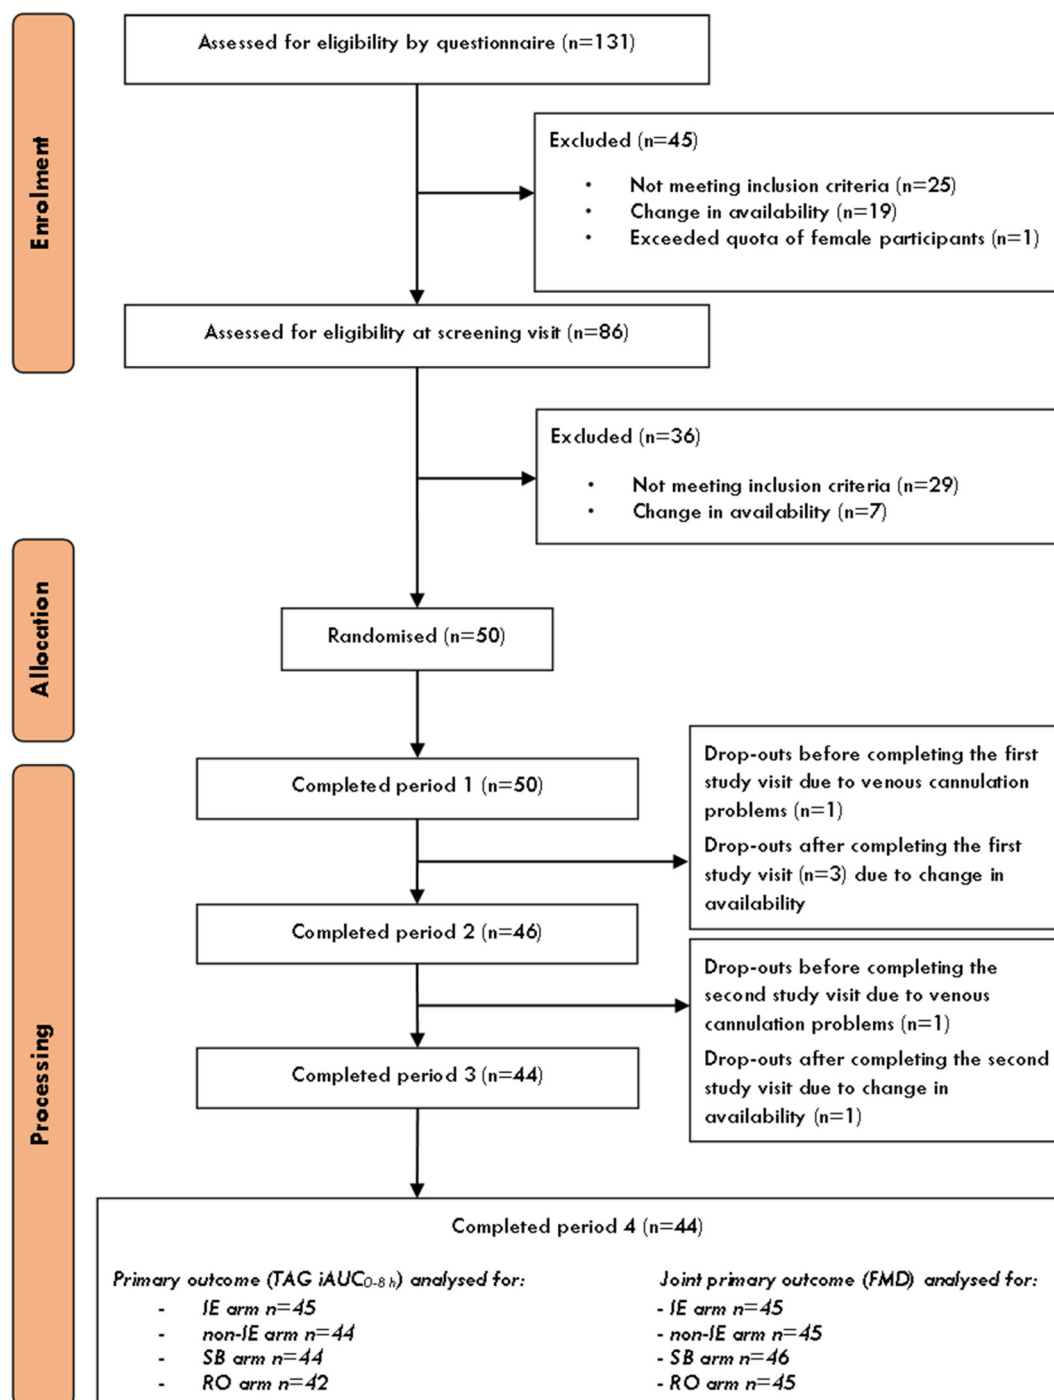 Enrolment
Assessed for eligibility by questionnaire (n=131)
Excluded (n=45)
• Not meeting inclusion criteria (n=25)
• Change in availability (n=19)
• Exceeded quota of female participants (n=1)
Assessed for eligibility at screening visit (n=86)
Excluded (n=36)
• Not meeting inclusion criteria (n=29)
• Change in availability (n=7)
Allocation
Randomised (n=50)
Processing
Completed period 1 (n=50)
Drop-outs before completing the first
study visit due to venous cannulation
problems (n=1)
Drop-outs after completing the first
study visit (n=3) due to change in
availability
Completed period 2 (n=46)
Drop-outs before completing the
second study visit due to venous
cannulation problems (n=1)
Drop-outs after completing the second
study visit due to change in
availability (n=1)
Completed period 3 (n=44)
Completed period 4 (n=44)
Primary outcome (TAG iAUC0-8 h) analysed for:
- IE arm n=45
- non-IE arm n=44
- SB arm n=44
- RO arm n=42
Joint primary outcome (FMD) analysed for:
- IE arm n=45
- non-IE arm n=45
- SB arm n=46
- RO arm n=45